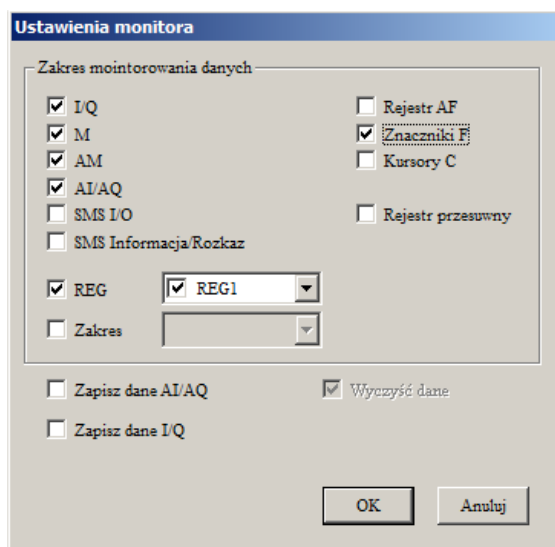 Ustawienia monitora
Zakres mointorowania danych
I/Q
Rejestr AF
M
Znaczniki F
AM
Kursory C
AI/AQ
SMS I/O
Rejestr przesuwny
SMS Informacja/Rozkaz
REG
REG1
Zakres
Zapisz dane AI/AQ
Wyczyść dane
Zapisz dane I/Q
OK
Anuluj